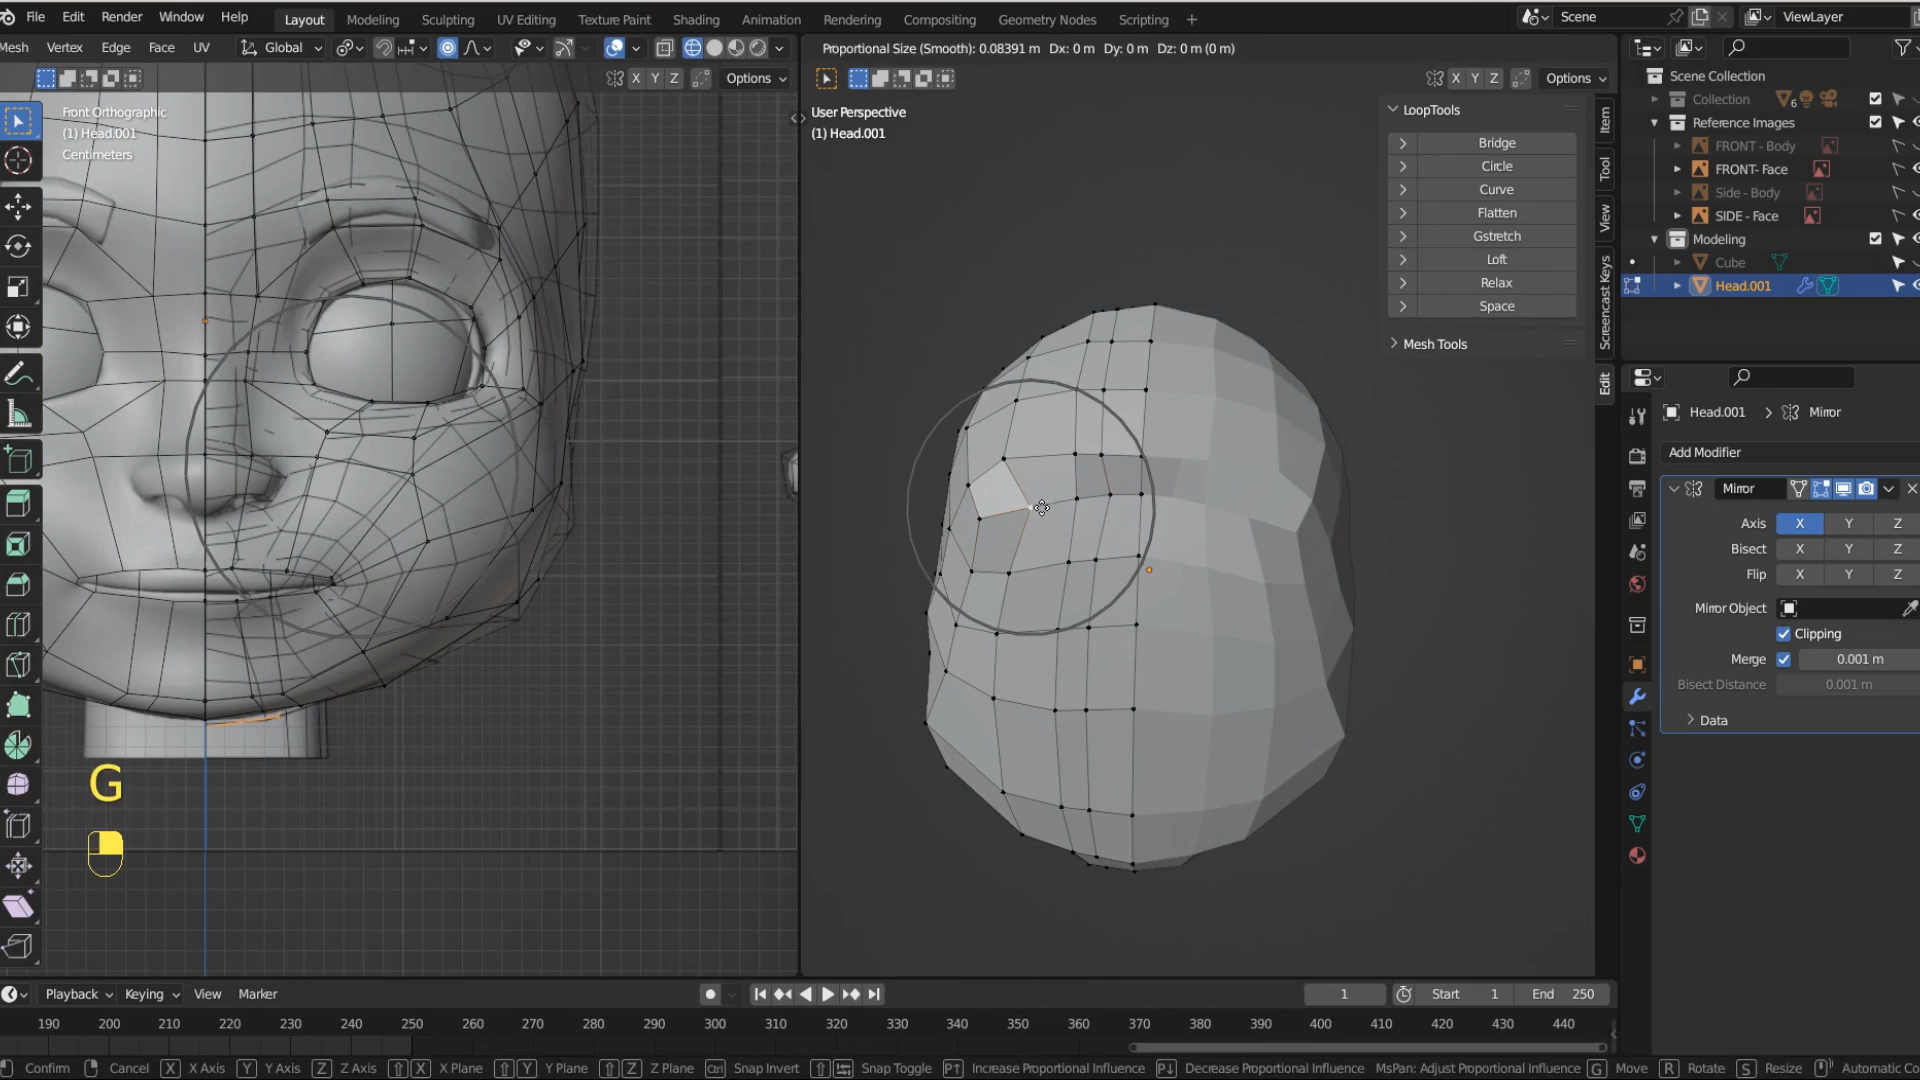 File Edit Render Window Help Layout Modeling Sculpting UV Editing Texture Paint Shading Animation Rendering Compositing Geometry Nodes Scripting + Scene ViewLayer
Mesh Vertex Edge Face UV Global Proportional Size (Smooth): 0.08391 m Dx: 0 m Dy: 0 m Dz: 0 m (0 m)
X Y Z Options X Y Z Options
Scene Collection
Collection 6
Reference Images
FRONT - Body
FRONT- Face
Side - Body
SIDE - Face
Modeling
Cube
Head.001
Front Orthographic
(1) Head.001
Centimeters
User Perspective
(1) Head.001
LoopTools
Bridge
Circle
Curve
Flatten
Gstretch
Loft
Relax
Space
Mesh Tools
Item
Tool
View
Screencast Keys
Edit
Head.001 > Mirror
Add Modifier
Mirror
Axis X Y Z
Bisect X Y Z
Flip X Y Z
Mirror Object
Clipping
Merge 0.001 m
Bisect Distance 0.001 m
Data
G
Playback Keying View Marker 1 Start 1 End 250
190 200 210 220 230 240 250 260 270 280 290 300 310 320 330 340 350 360 370 380 390 400 410 420 430 440
Confirm Cancel X X Axis Y Y Axis Z Z Axis X X Plane Y Y Plane Z Z Plane Ctrl Snap Invert Snap Toggle Increase Proportional Influence Decrease Proportional Influence MsPan: Adjust Proportional Influence G Move R Rotate S Resize Automatic Co